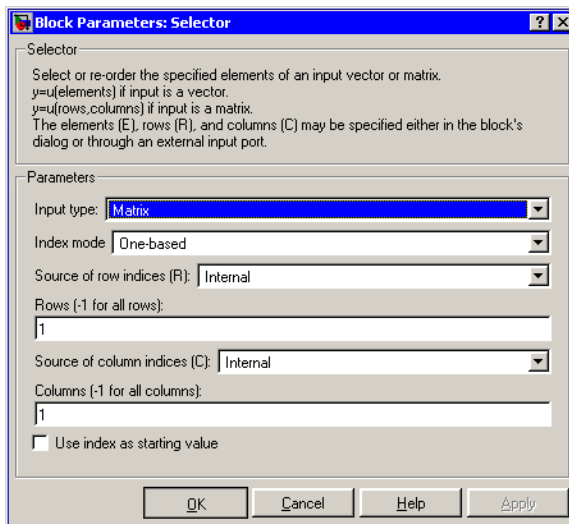 Block Parameters: Selector
Selector
Select or re-order the specified elements of an input vector or matrix.
y=u(elements) if input is a vector.
y=u(rows,columns) if input is a matrix.
The elements (E), rows (R), and columns (C) may be specified either in the block's
dialog or through an external input port.
Parameters
Input type: Matrix
Index mode One-based
Source of row indices (R): Internal
Rows (-1 for all rows):
1
Source of column indices (C): Internal
Columns (-1 for all columns):
1
Use index as starting value
OK Cancel Help Apply